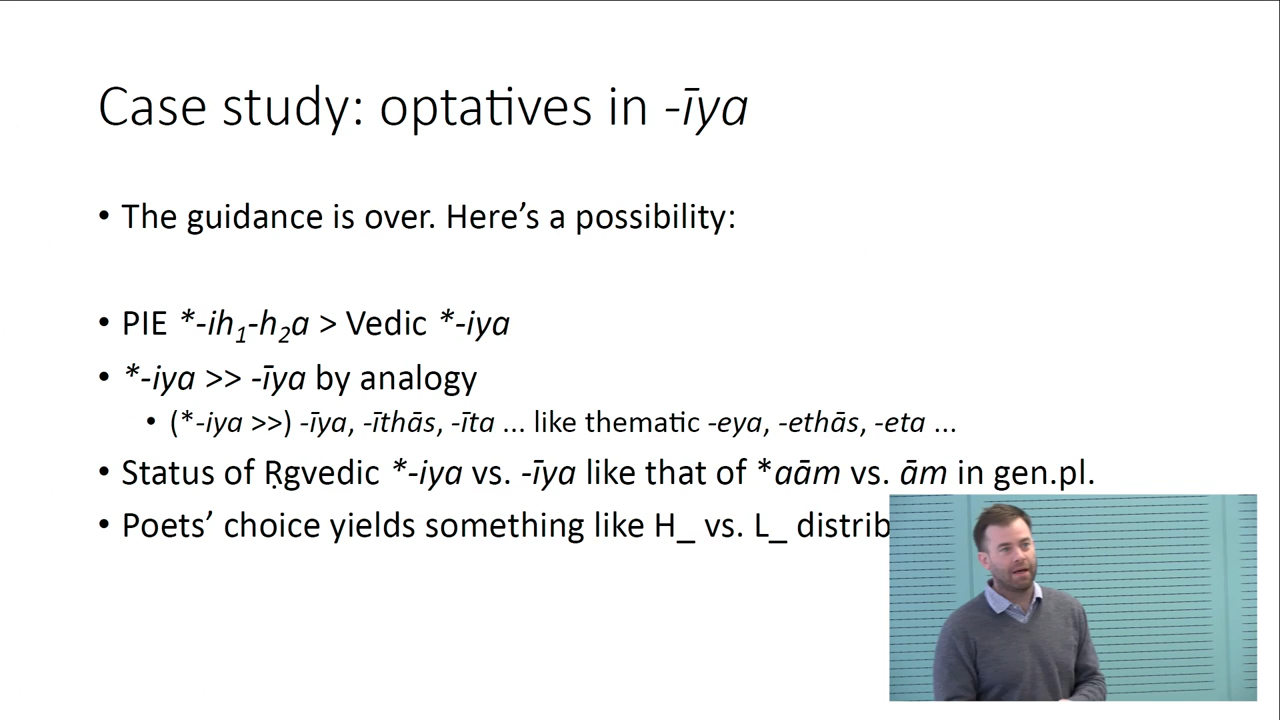 Case study: optatives in -īya
• The guidance is over. Here’s a possibility:
• PIE *-ih₁-h₂a > Vedic *-iya
• *-iya >> -īya by analogy
• (*-iya >>) -īya, -īthās, -īta ... like thematic -eya, -ethās, -eta ...
• Status of Ṛgvedic *-iya vs. -īya like that of *aām vs. ām in gen.pl.
• Poets’ choice yields something like H_ vs. L_ distrib